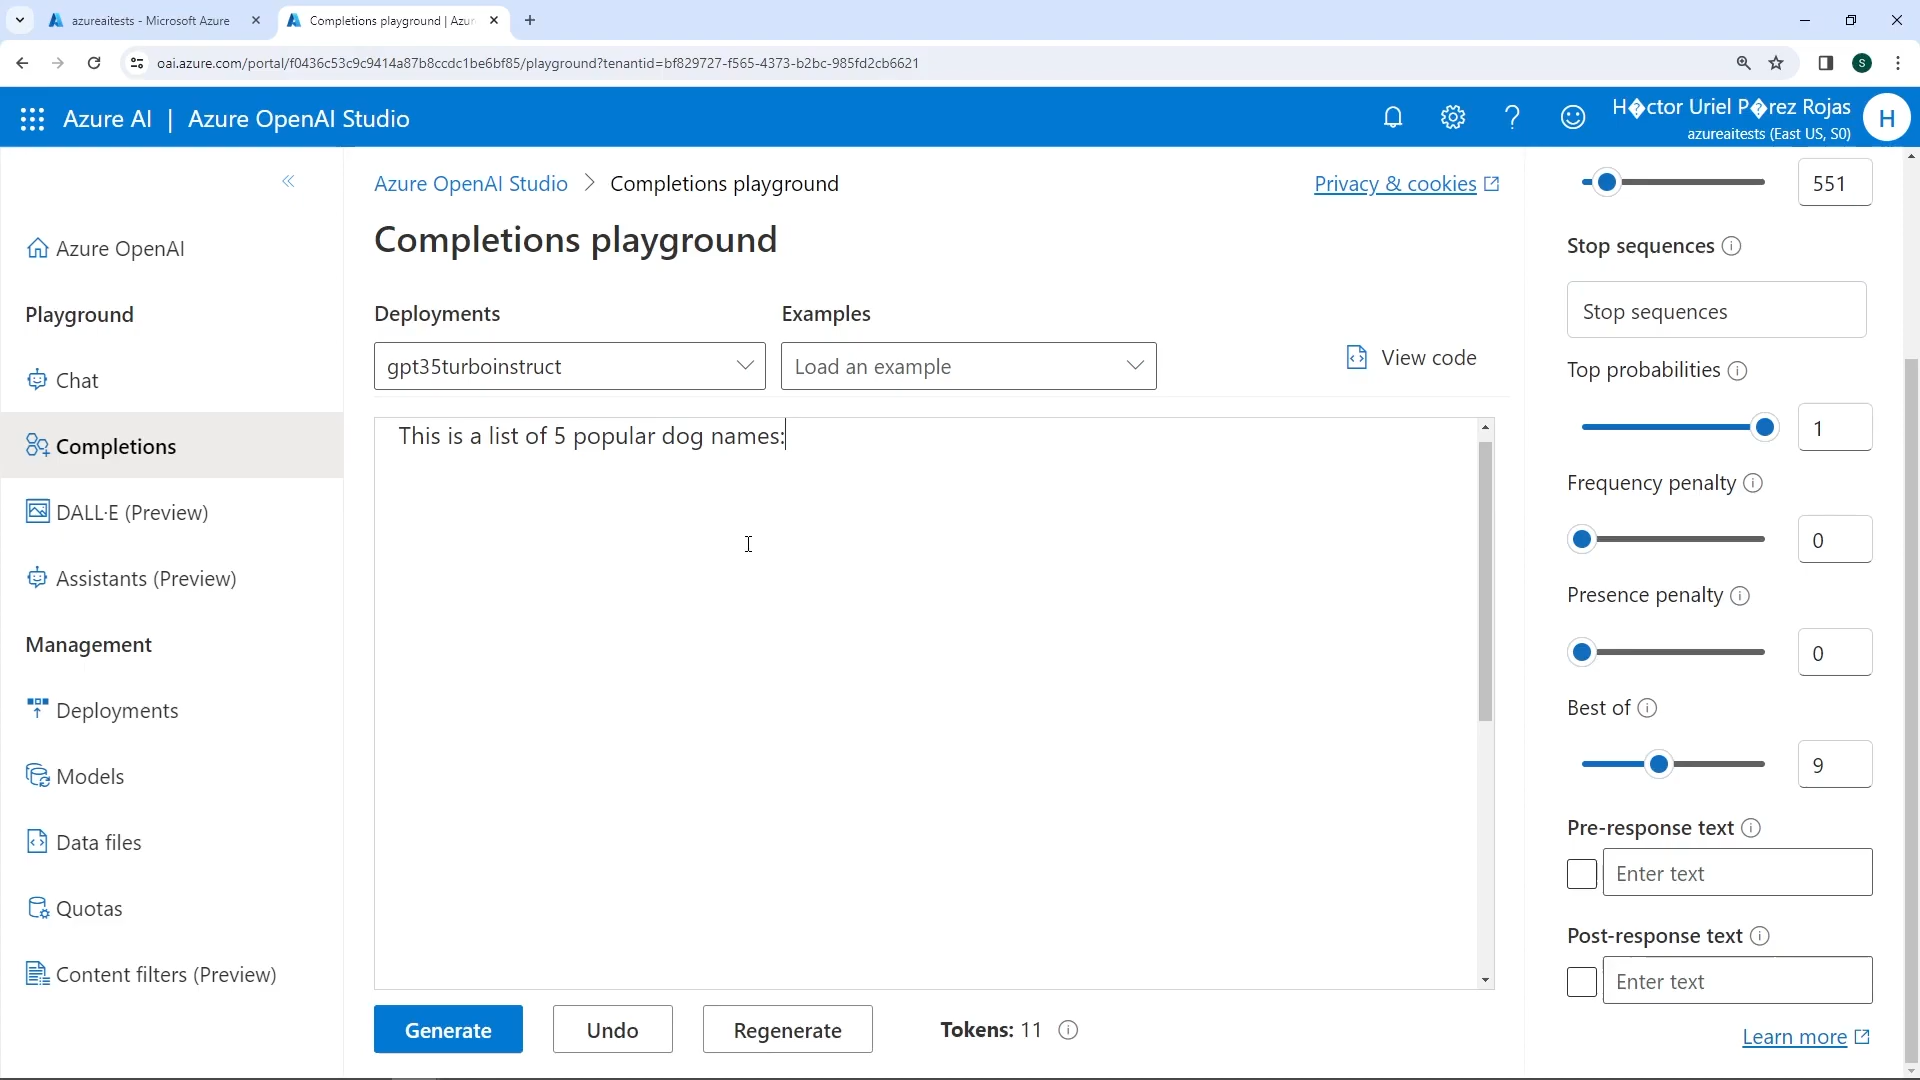 azureaitests - Microsoft Azure
Completions playground | Azur
oai.azure.com/portal/f0436c53c9c9414a87b8ccdc1be6bf85/playground?tenantid=bf829727-f565-4373-b2bc-985fd2cb6621
S
Azure AI | Azure OpenAI Studio
H�ctor Uriel P�rez Rojas
azureaitests (East US, S0)
H
Azure OpenAI
Playground
Chat
Completions
DALL·E (Preview)
Assistants (Preview)
Management
Deployments
Models
Data files
Quotas
Content filters (Preview)
Azure OpenAI Studio > Completions playground
Privacy & cookies
Completions playground
Deployments
Examples
gpt35turboinstruct
Load an example
View code
This is a list of 5 popular dog names:
Generate
Undo
Regenerate
Tokens: 11
551
Stop sequences
Stop sequences
Top probabilities
1
Frequency penalty
0
Presence penalty
0
Best of
9
Pre-response text
Enter text
Post-response text
Enter text
Learn more